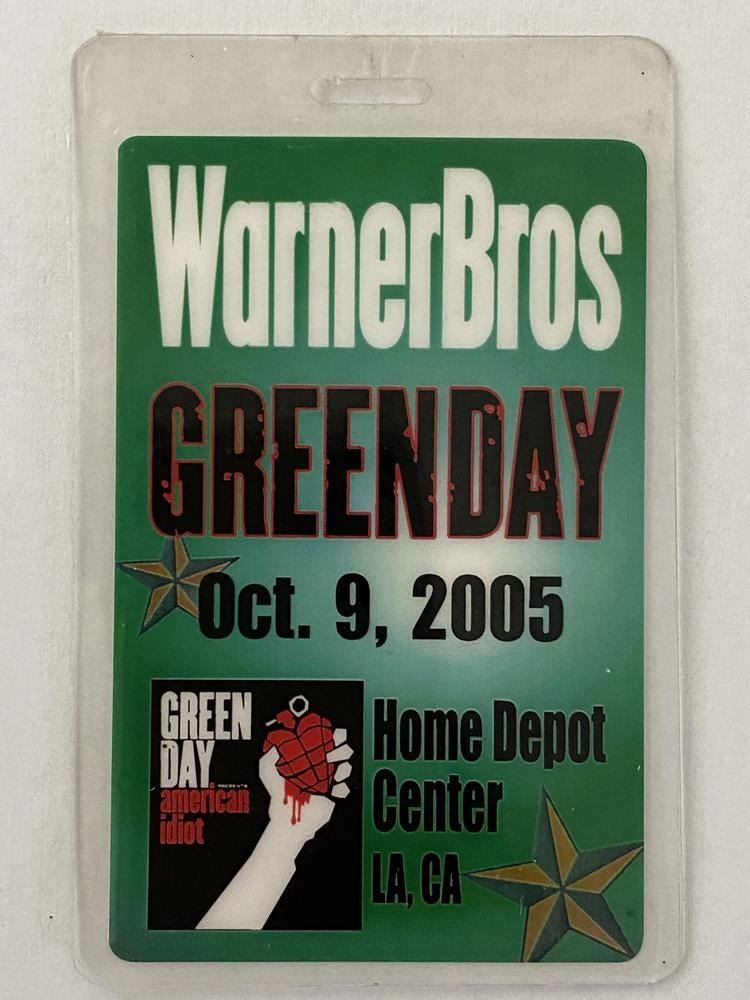 WarnerBros
GREENDAY
Oct. 9, 2005
GREEN
DAY
american
idiot
Home Depot
Center
LA, CA